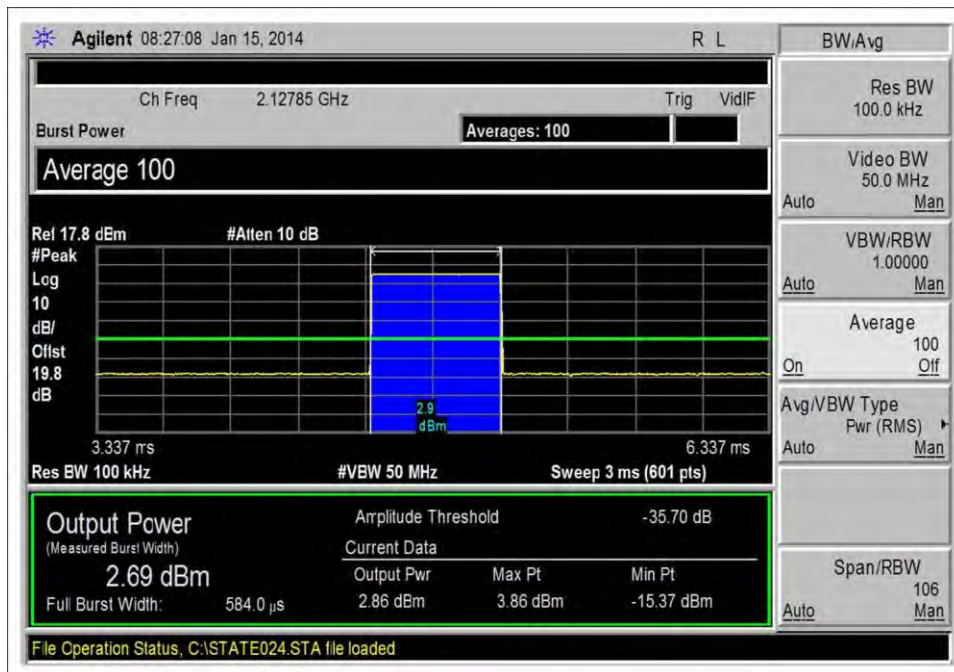 Agilent 08:27:08 Jan 15, 2014 R L
BW/Avg
Ch Freq 2.12785 GHz Trig VidIF
Burst Power Averages: 100
Average 100
Ref 17.8 dBm #Atten 10 dB
#Peak
Log
10
dB/
Offst
19.8
dB
2.9
dBm
3.337 ms 6.337 ms
Res BW 100 kHz #VBW 50 MHz Sweep 3 ms (601 pts)
Output Power
(Measured Burst Width)
2.69 dBm
Full Burst Width: 584.0 µs
Amplitude Threshold -35.70 dB
Current Data
Output Pwr Max Pt Min Pt
2.86 dBm 3.86 dBm -15.37 dBm
File Operation Status, C:\STATE024.STA file loaded
Res BW
100.0 kHz
Video BW
50.0 MHz
Auto Man
VBW/RBW
1.00000
Auto Man
Average
100
On Off
Avg/VBW Type
Pwr (RMS)
Auto Man
Span/RBW
106
Auto Man